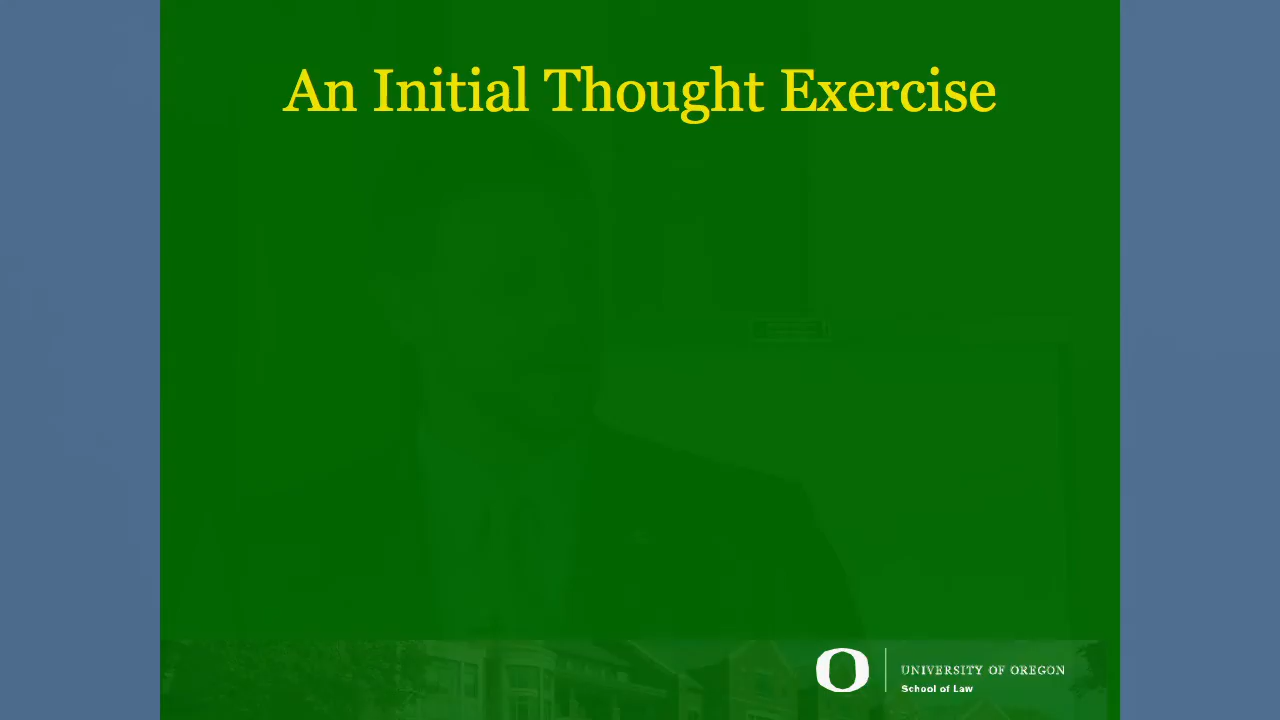 An Initial Thought Exercise
UNIVERSITY OF OREGON
School of Law